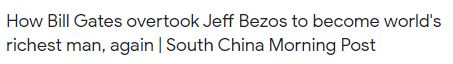 How Bill Gates overtook Jeff Bezos to become world's
richest man, again | South China Morning Post